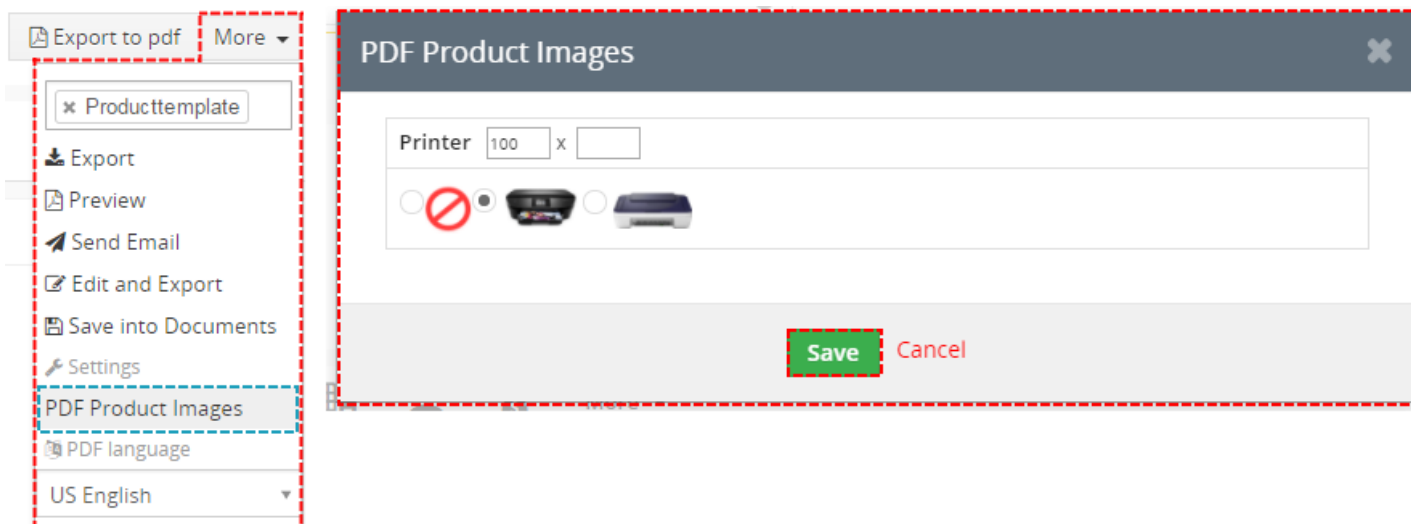 Export to pdf More
Producttemplate
Export
Preview
Send Email
Edit and Export
Save into Documents
Settings
PDF Product Images
PDF language
US English
PDF Product Images
Printer 100 x
Save Cancel